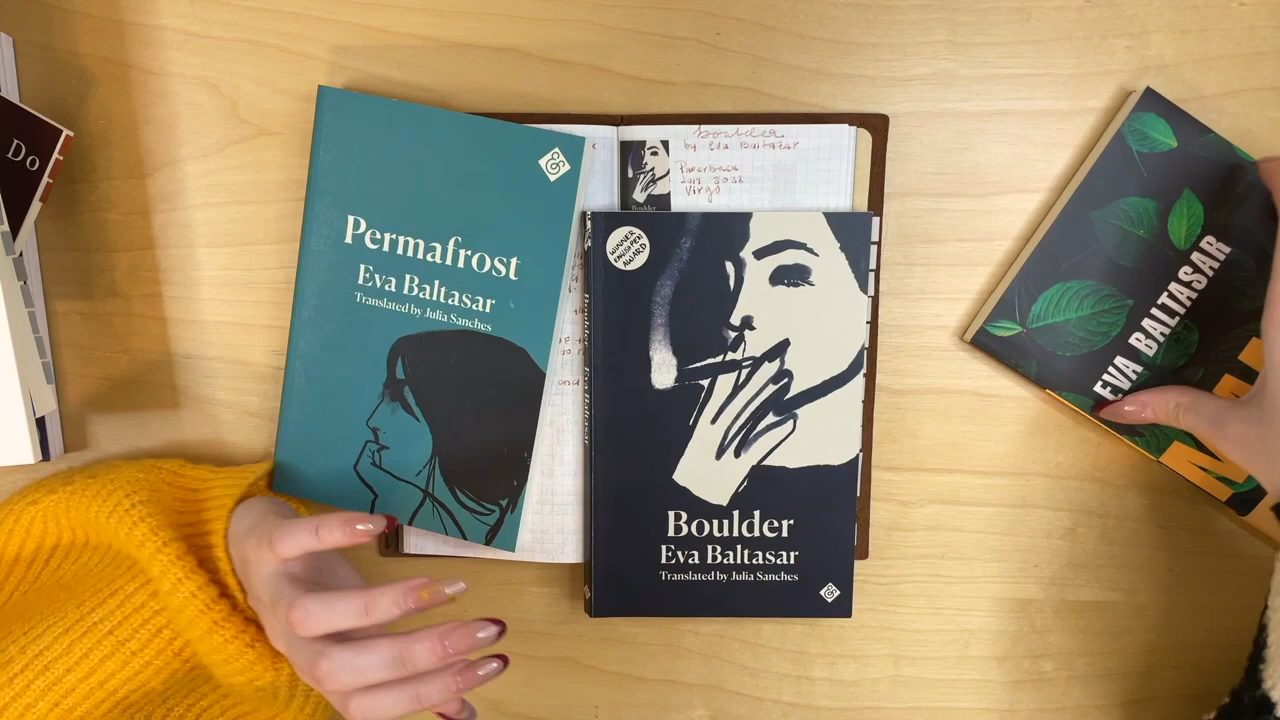 Do
Permafrost
Eva Baltasar
Translated by Julia Sanches
boulder
by Eva Baltazar
Paperback
Virgo
Boulder
WINNER
ENGLISH PEN
AWARD
Boulder Eva Baltasar
Boulder
Eva Baltasar
Translated by Julia Sanches
EVA BALTASAR